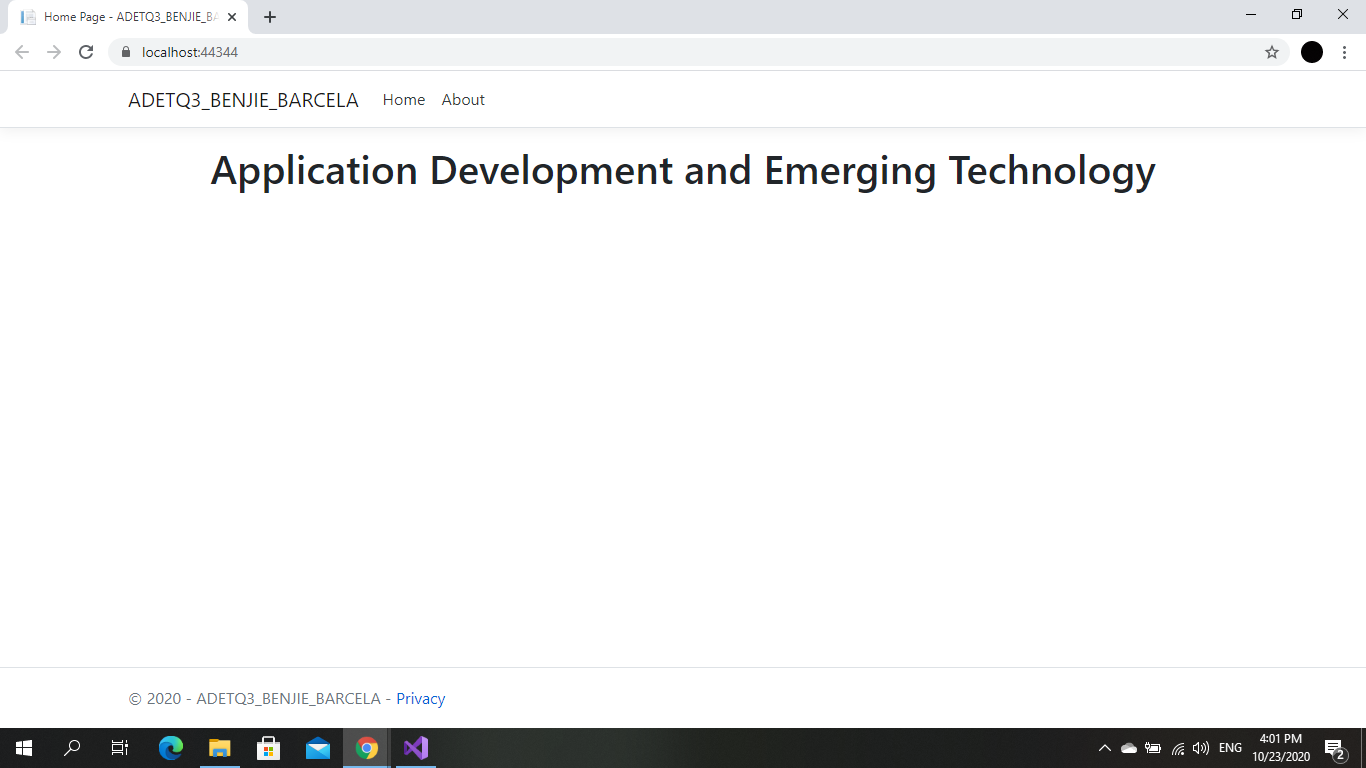 Home Page - ADETQ3_BENJIE_BA
localhost:44344
ADETQ3_BENJIE_BARCELA Home About
Application Development and Emerging Technology
© 2020 - ADETQ3_BENJIE_BARCELA - Privacy
ENG
4:01 PM
10/23/2020
2